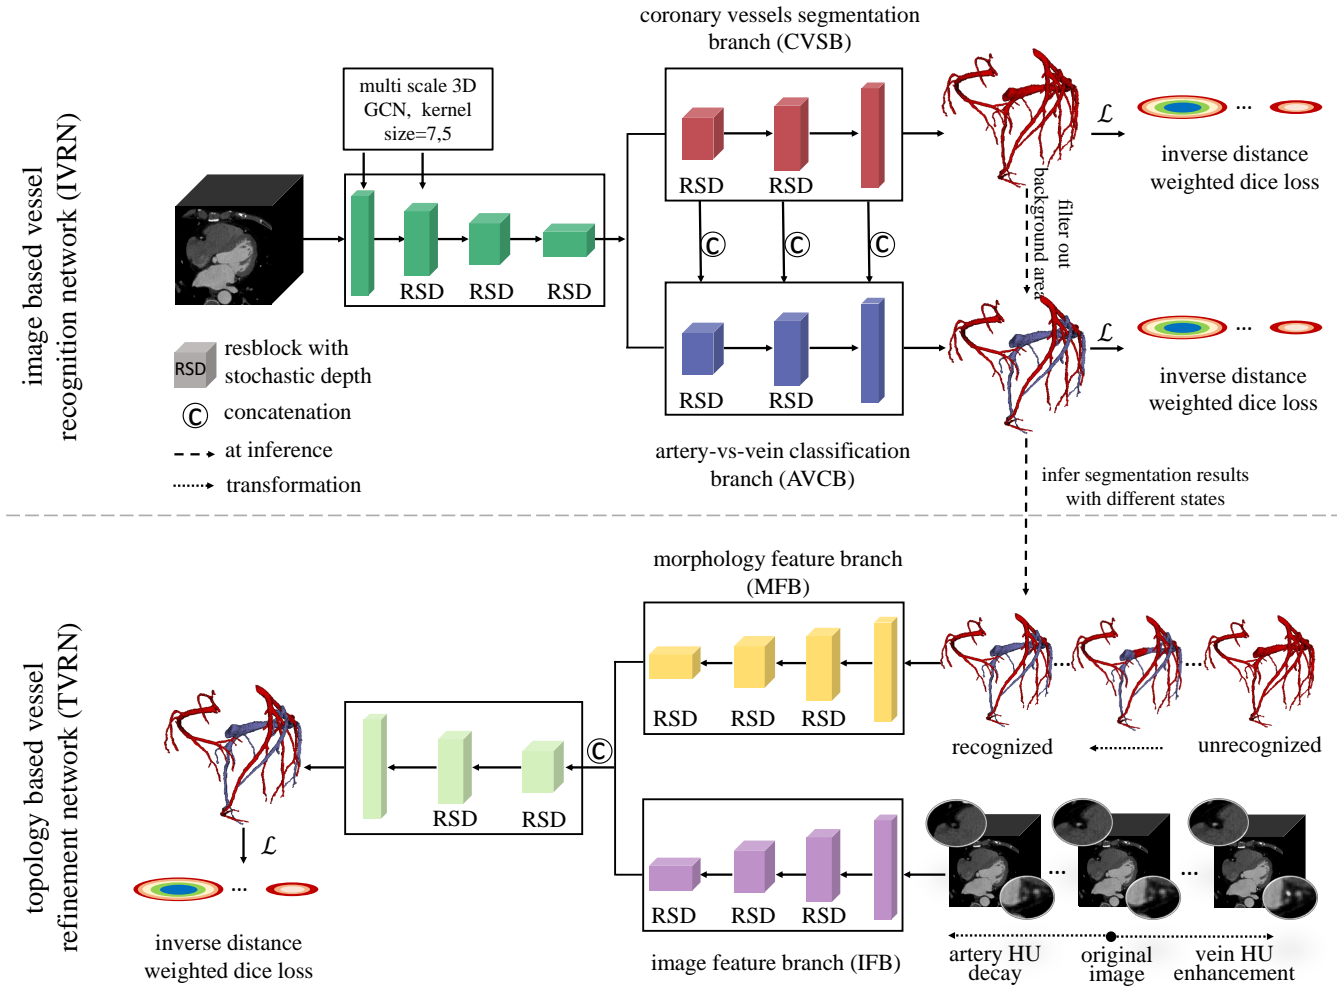 coronary vessels segmentation
branch (CVSB)
multi scale 3D
GCN, kernel
size=7,5
image based vessel
recognition network (IVRN)
RSD
RSD
RSD
RSD
RSD
C
C
C
RSD
RSD
ℒ
inverse distance
weighted dice loss
filter out
background area
ℒ
inverse distance
weighted dice loss
RSD
resblock with
stochastic depth
C
concatenation
at inference
transformation
artery-vs-vein classification
branch (AVCB)
infer segmentation results
with different states
topology based vessel
refinement network (TVRN)
morphology feature branch
(MFB)
RSD
RSD
RSD
recognized
unrecognized
C
RSD
RSD
ℒ
inverse distance
weighted dice loss
RSD
RSD
RSD
image feature branch (IFB)
artery HU
decay
original
image
vein HU
enhancement